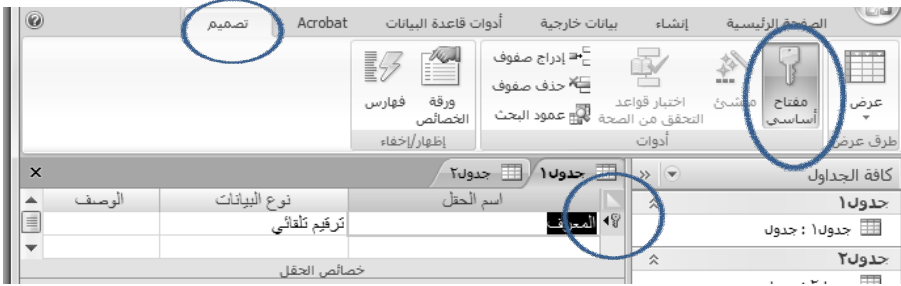 الصفحة الرئيسية إنشاء بيانات خارجية أدوات قاعدة البيانات Acrobat تصميم
عرض
مفتاح أساسي
منشئ
اختبار قواعد التحقق من الصحة
إدراج صفوف
حذف صفوف
عمود البحث
ورقة الخصائص
فهارس
طرق عرض
أدوات
إظهار/إخفاء
كافة الجداول
جدول١
جدول١ : جدول
جدول٢
جدول١ جدول٢
اسم الحقل نوع البيانات الوصف
المعرف ترقيم تلقائي
خصائص الحقل